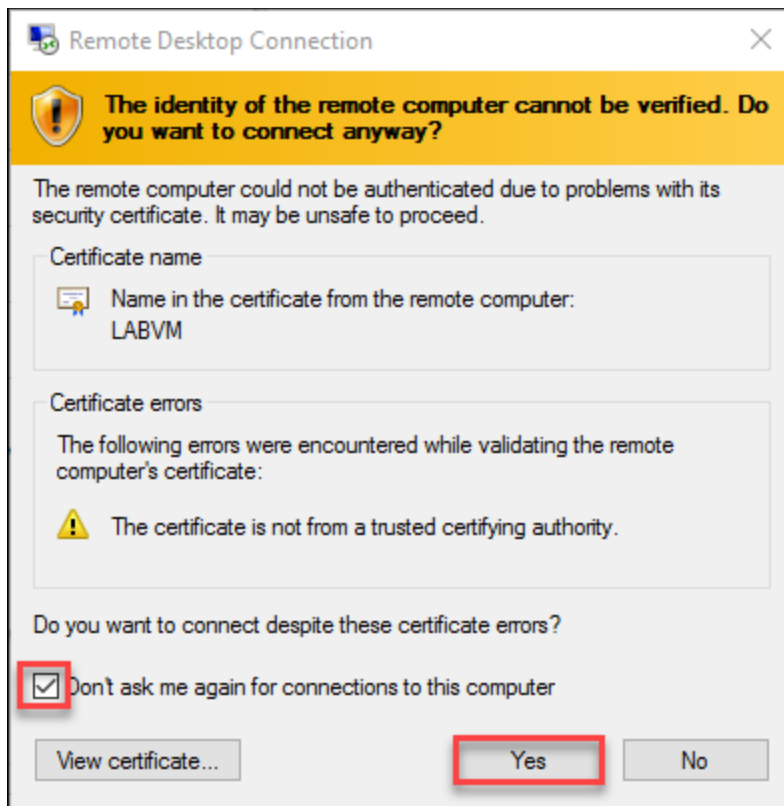 Remote Desktop Connection
The identity of the remote computer cannot be verified. Do
you want to connect anyway?
The remote computer could not be authenticated due to problems with its
security certificate. It may be unsafe to proceed.
Certificate name
Name in the certificate from the remote computer:
LABVM
Certificate errors
The following errors were encountered while validating the remote
computer's certificate:
The certificate is not from a trusted certifying authority.
Do you want to connect despite these certificate errors?
Don't ask me again for connections to this computer
View certificate...
Yes
No